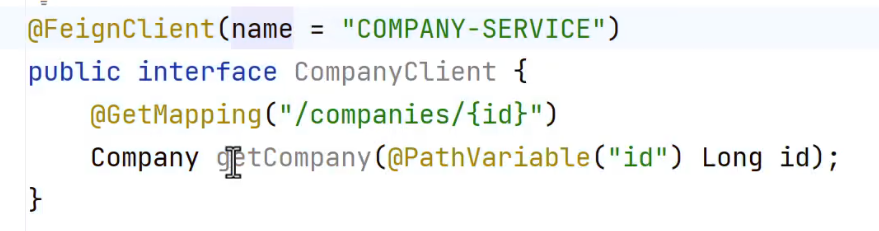 @FeignClient(name = "COMPANY-SERVICE")
public interface CompanyClient {
    @GetMapping("/companies/{id}")
    Company getCompany(@PathVariable("id") Long id);
}